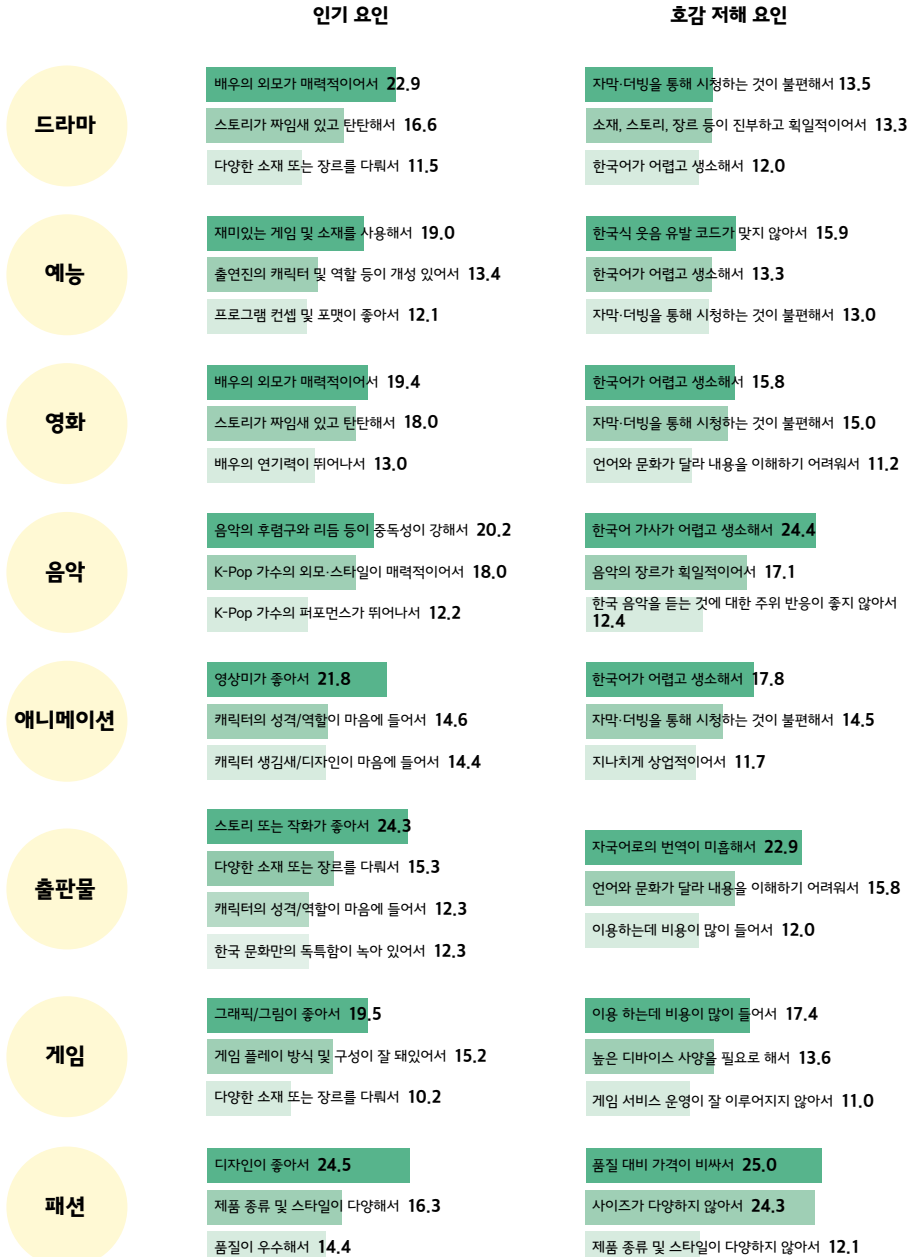 인기 요인
호감 저해 요인
드라마
배우의 외모가 매력적이어서 22.9
스토리가 짜임새 있고 탄탄해서 16.6
다양한 소재 또는 장르를 다뤄서 11.5
자막·더빙을 통해 시청하는 것이 불편해서 13.5
소재, 스토리, 장르 등이 진부하고 획일적이어서 13.3
한국어가 어렵고 생소해서 12.0
예능
재미있는 게임 및 소재를 사용해서 19.0
출연진의 캐릭터 및 역할 등이 개성 있어서 13.4
프로그램 컨셉 및 포맷이 좋아서 12.1
한국식 웃음 유발 코드가 맞지 않아서 15.9
한국어가 어렵고 생소해서 13.3
자막·더빙을 통해 시청하는 것이 불편해서 13.0
영화
배우의 외모가 매력적이어서 19.4
스토리가 짜임새 있고 탄탄해서 18.0
배우의 연기력이 뛰어나서 13.0
한국어가 어렵고 생소해서 15.8
자막·더빙을 통해 시청하는 것이 불편해서 15.0
언어와 문화가 달라 내용을 이해하기 어려워서 11.2
음악
음악의 후렴구와 리듬 등이 중독성이 강해서 20.2
K-Pop 가수의 외모·스타일이 매력적이어서 18.0
K-Pop 가수의 퍼포먼스가 뛰어나서 12.2
한국어 가사가 어렵고 생소해서 24.4
음악의 장르가 획일적이어서 17.1
한국 음악을 듣는 것에 대한 주위 반응이 좋지 않아서
12.4
애니메이션
영상미가 좋아서 21.8
캐릭터의 성격/역할이 마음에 들어서 14.6
캐릭터 생김새/디자인이 마음에 들어서 14.4
한국어가 어렵고 생소해서 17.8
자막·더빙을 통해 시청하는 것이 불편해서 14.5
지나치게 상업적이어서 11.7
출판물
스토리 또는 작화가 좋아서 24.3
다양한 소재 또는 장르를 다뤄서 15.3
캐릭터의 성격/역할이 마음에 들어서 12.3
한국 문화만의 독특함이 녹아 있어서 12.3
자국어로의 번역이 미흡해서 22.9
언어와 문화가 달라 내용을 이해하기 어려워서 15.8
이용하는데 비용이 많이 들어서 12.0
게임
그래픽/그림이 좋아서 19.5
게임 플레이 방식 및 구성이 잘 돼있어서 15.2
다양한 소재 또는 장르를 다뤄서 10.2
이용 하는데 비용이 많이 들어서 17.4
높은 디바이스 사양을 필요로 해서 13.6
게임 서비스 운영이 잘 이루어지지 않아서 11.0
패션
디자인이 좋아서 24.5
제품 종류 및 스타일이 다양해서 16.3
품질이 우수해서 14.4
품질 대비 가격이 비싸서 25.0
사이즈가 다양하지 않아서 24.3
제품 종류 및 스타일이 다양하지 않아서 12.1